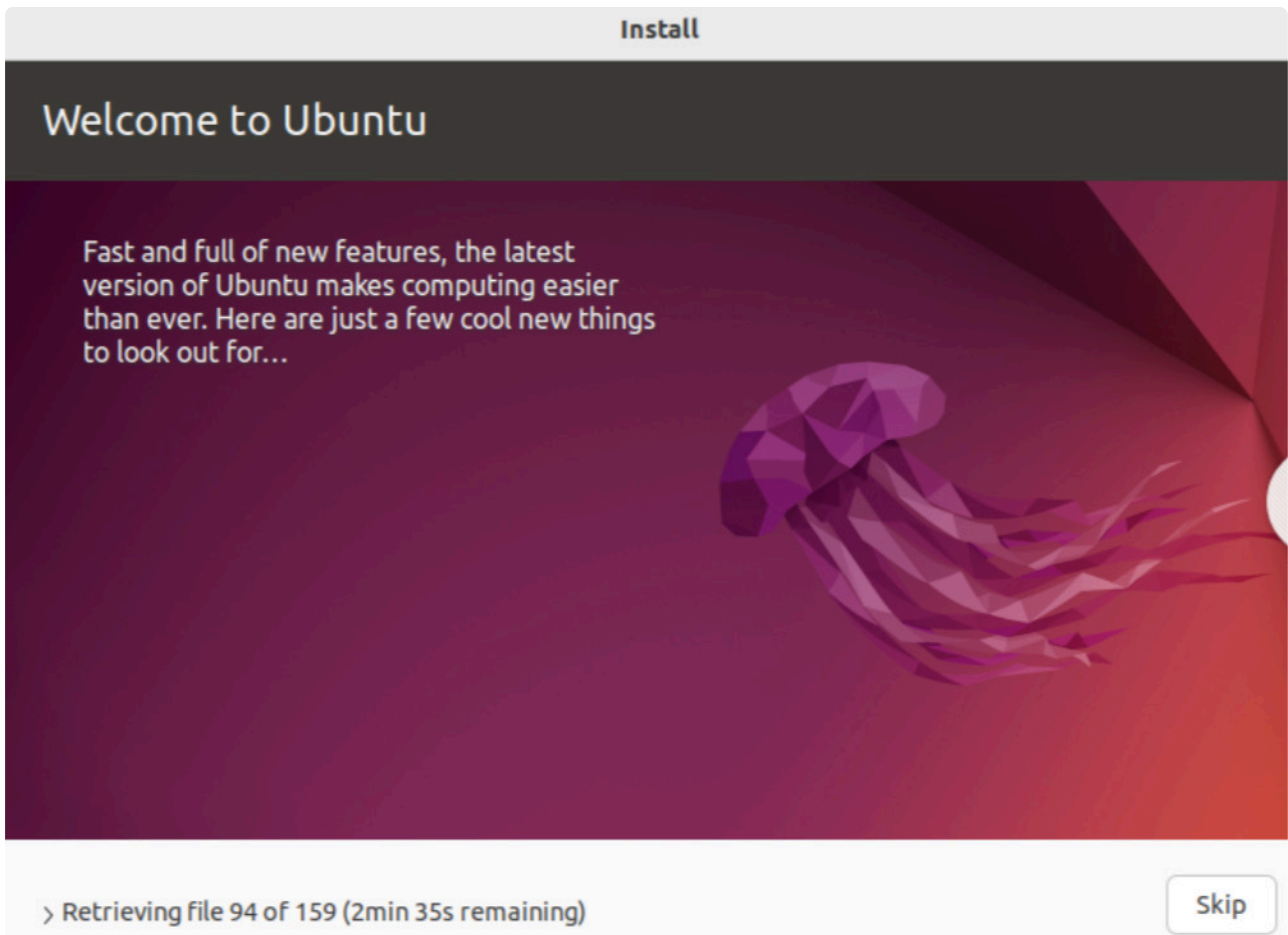 Install
Welcome to Ubuntu
Fast and full of new features, the latest
version of Ubuntu makes computing easier
than ever. Here are just a few cool new things
to look out for…
> Retrieving file 94 of 159 (2min 35s remaining)
Skip